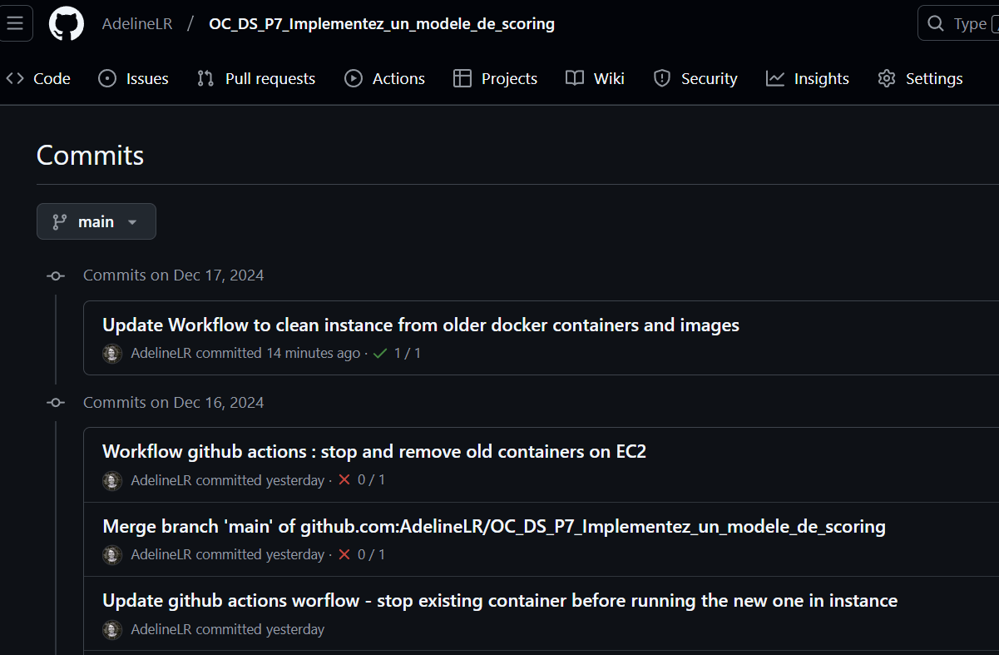 AdelineLR / OC_DS_P7_Implementez_un_modele_de_scoring Type
Code Issues Pull requests Actions Projects Wiki Security Insights Settings
Commits
main
Commits on Dec 17, 2024
Update Workflow to clean instance from older docker containers and images
AdelineLR committed 14 minutes ago · 1 / 1
Commits on Dec 16, 2024
Workflow github actions : stop and remove old containers on EC2
AdelineLR committed yesterday · 0 / 1
Merge branch 'main' of github.com:AdelineLR/OC_DS_P7_Implementez_un_modele_de_scoring
AdelineLR committed yesterday · 0 / 1
Update github actions worflow - stop existing container before running the new one in instance
AdelineLR committed yesterday